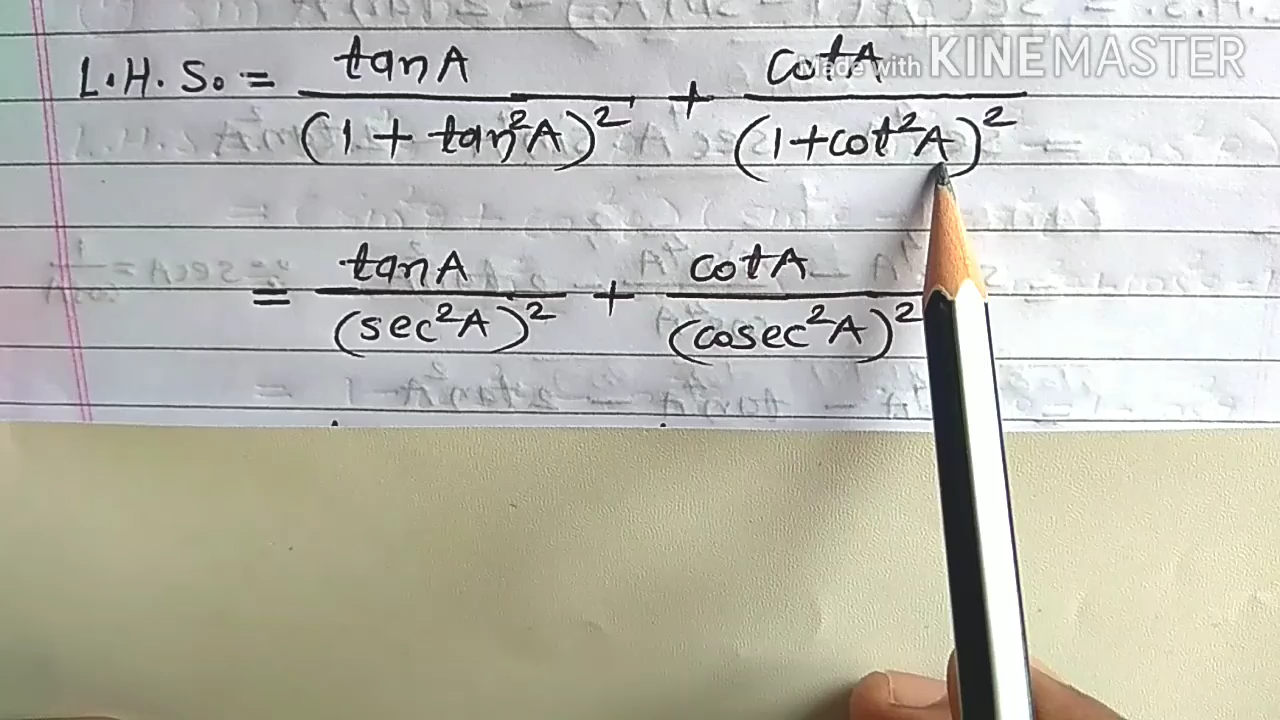 Made with KINEMASTER
L.H.S. = tanA / (1 + tan²A)² + cotA / (1+cot²A)²
= tanA / (sec²A)² + cotA / (cosec²A)²